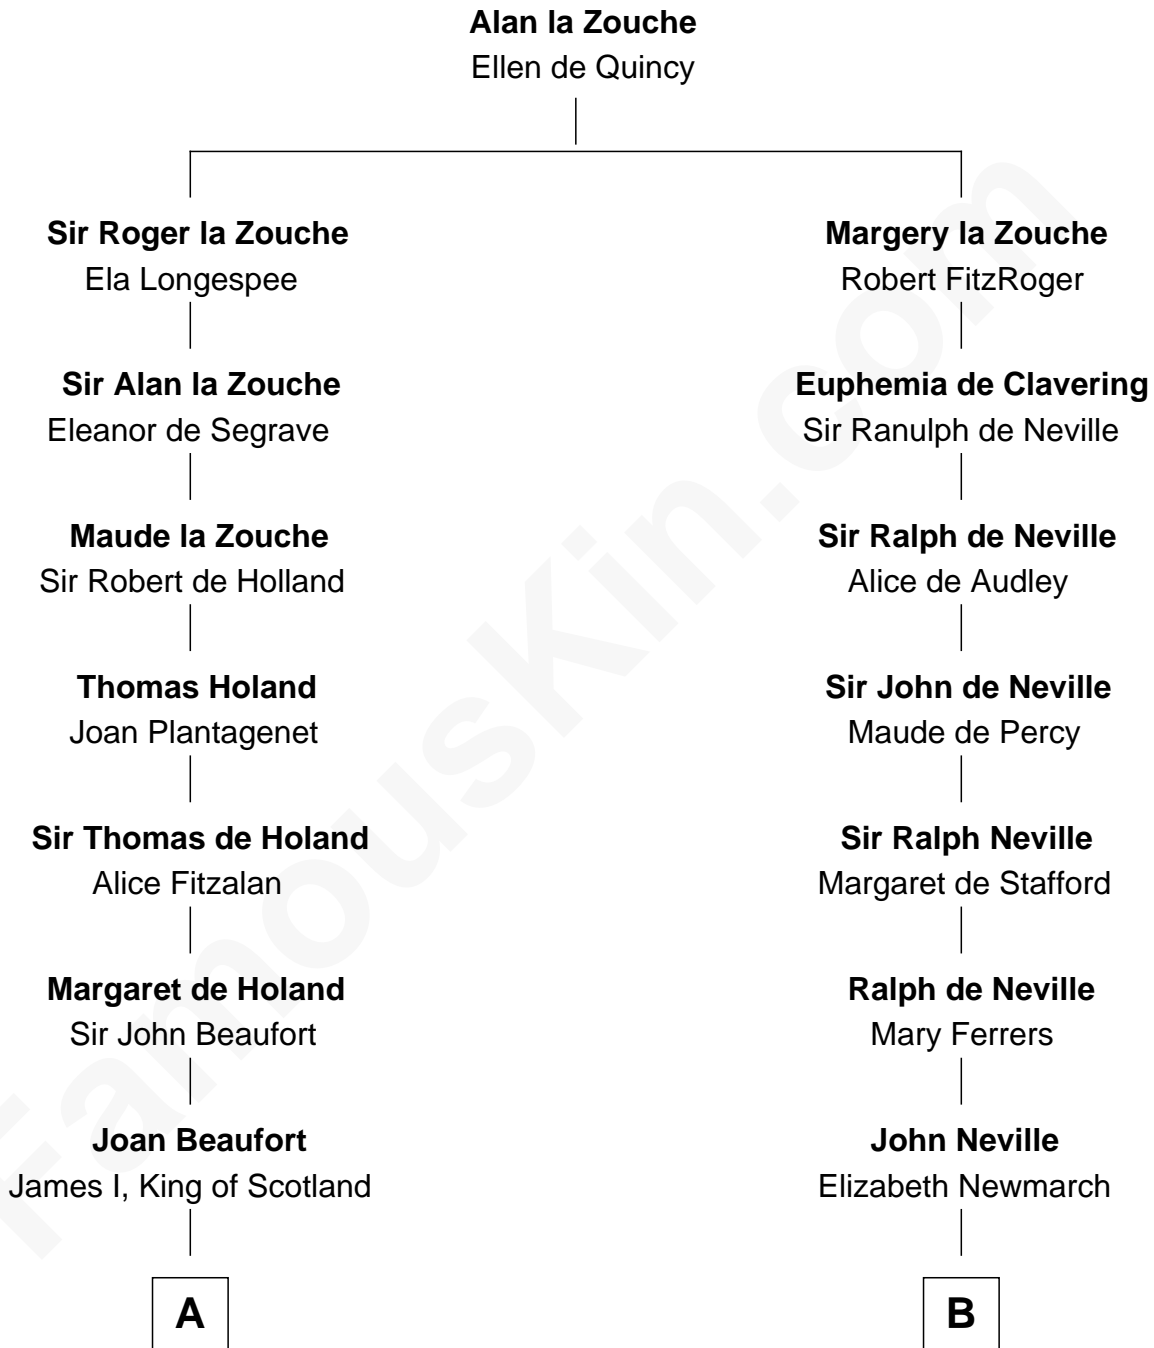 Alan la Zouche
Ellen de Quincy
Sir Roger la Zouche
Ela Longespee
Margery la Zouche
Robert FitzRoger
Sir Alan la Zouche
Eleanor de Segrave
Euphemia de Clavering
Sir Ranulph de Neville
Maude la Zouche
Sir Robert de Holland
Sir Ralph de Neville
Alice de Audley
Thomas Holand
Joan Plantagenet
Sir John de Neville
Maude de Percy
Sir Thomas de Holand
Alice Fitzalan
Sir Ralph Neville
Margaret de Stafford
Margaret de Holand
Sir John Beaufort
Ralph de Neville
Mary Ferrers
Joan Beaufort
James I, King of Scotland
John Neville
Elizabeth Newmarch
A
B
FamousKin.com